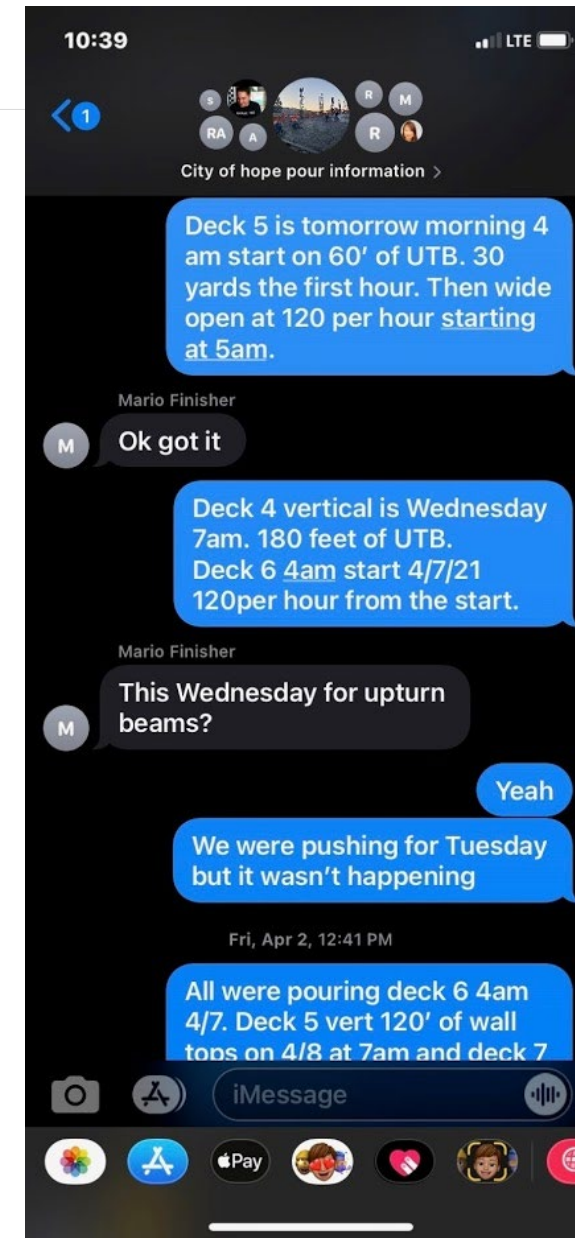 10:39
LTE
1
S
R
M
RA
A
R
City of hope pour information >
Deck 5 is tomorrow morning 4
am start on 60’ of UTB. 30
yards the first hour. Then wide
open at 120 per hour starting
at 5am.
Mario Finisher
M
Ok got it
Deck 4 vertical is Wednesday
7am. 180 feet of UTB.
Deck 6 4am start 4/7/21
120per hour from the start.
Mario Finisher
This Wednesday for upturn
beams?
M
Yeah
We were pushing for Tuesday
but it wasn’t happening
Fri, Apr 2, 12:41 PM
All were pouring deck 6 4am
4/7. Deck 5 vert 120’ of wall
tops on 4/8 at 7am and deck 7
iMessage
Pay